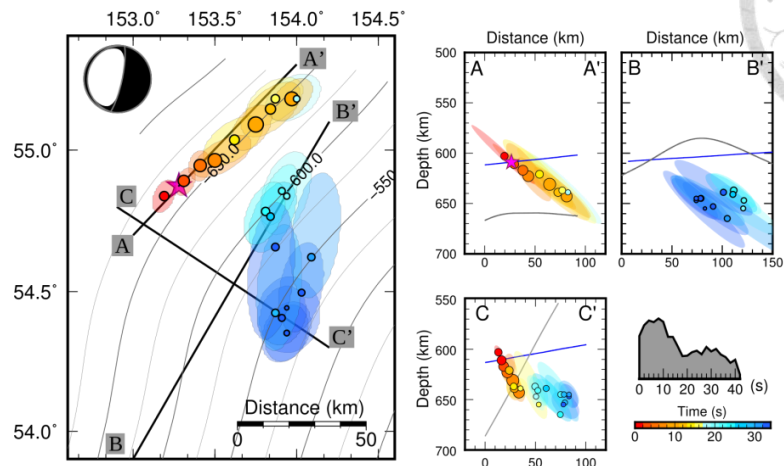 153.0° 153.5° 154.0° 154.5°
55.0°
54.5°
54.0°
A'
B'
C
A
C'
B
−650.0
−600.0
−550
Distance (km)
0 50
Distance (km) Distance (km)
500
550
600
650
700
Depth (km)
A A'
0 50 100
B B'
0 50 100 150
550
600
650
700
Depth (km)
C C'
0 50 100
0 10 20 30 40 (s)
Time (s)
0 10 20 30